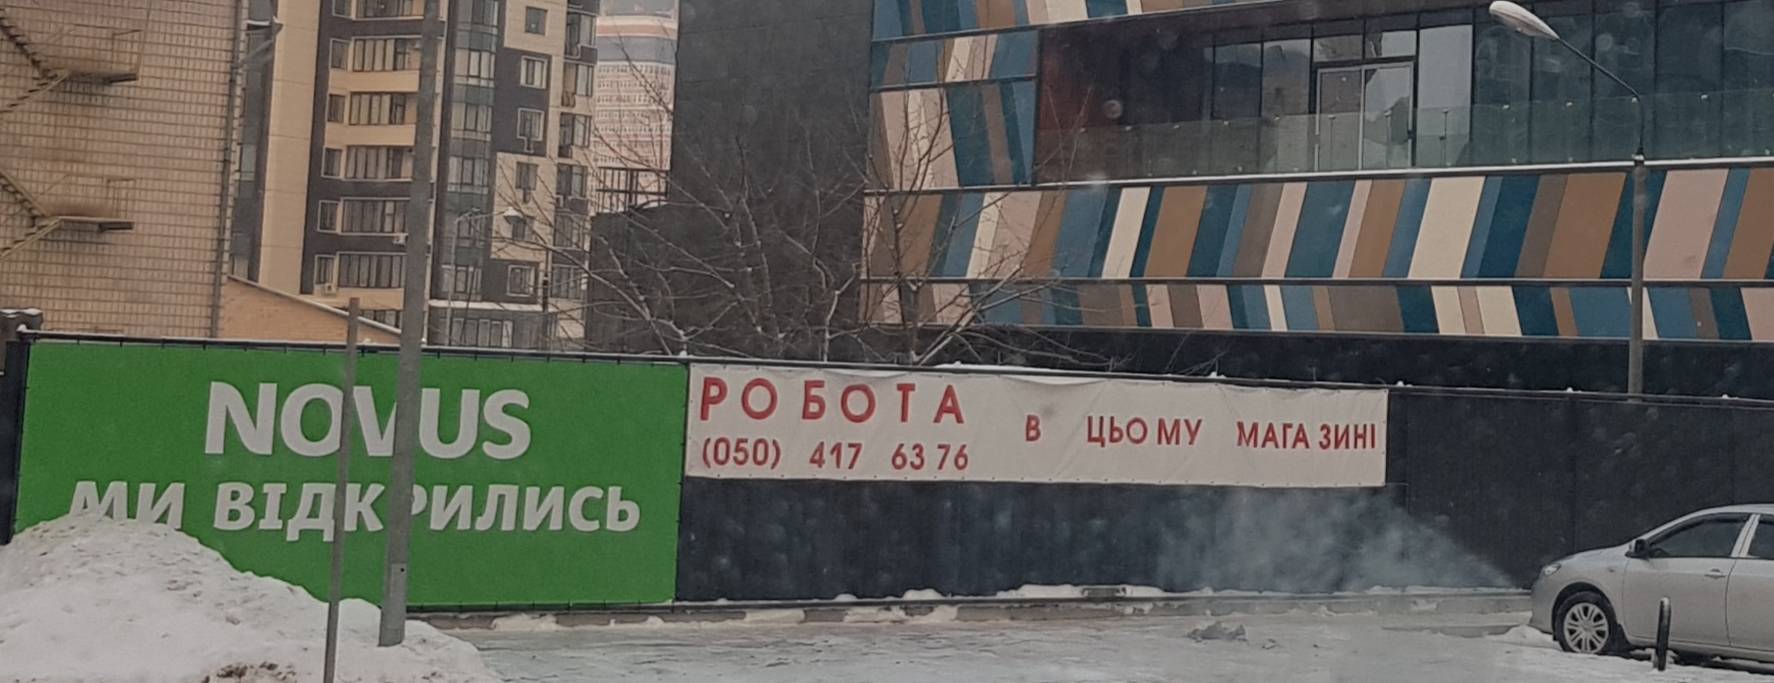 NOVUS
МИ ВІДКРИЛИСЬ
РОБОТА В ЦЬОМУ МАГАЗИНІ
(050) 417 63 76